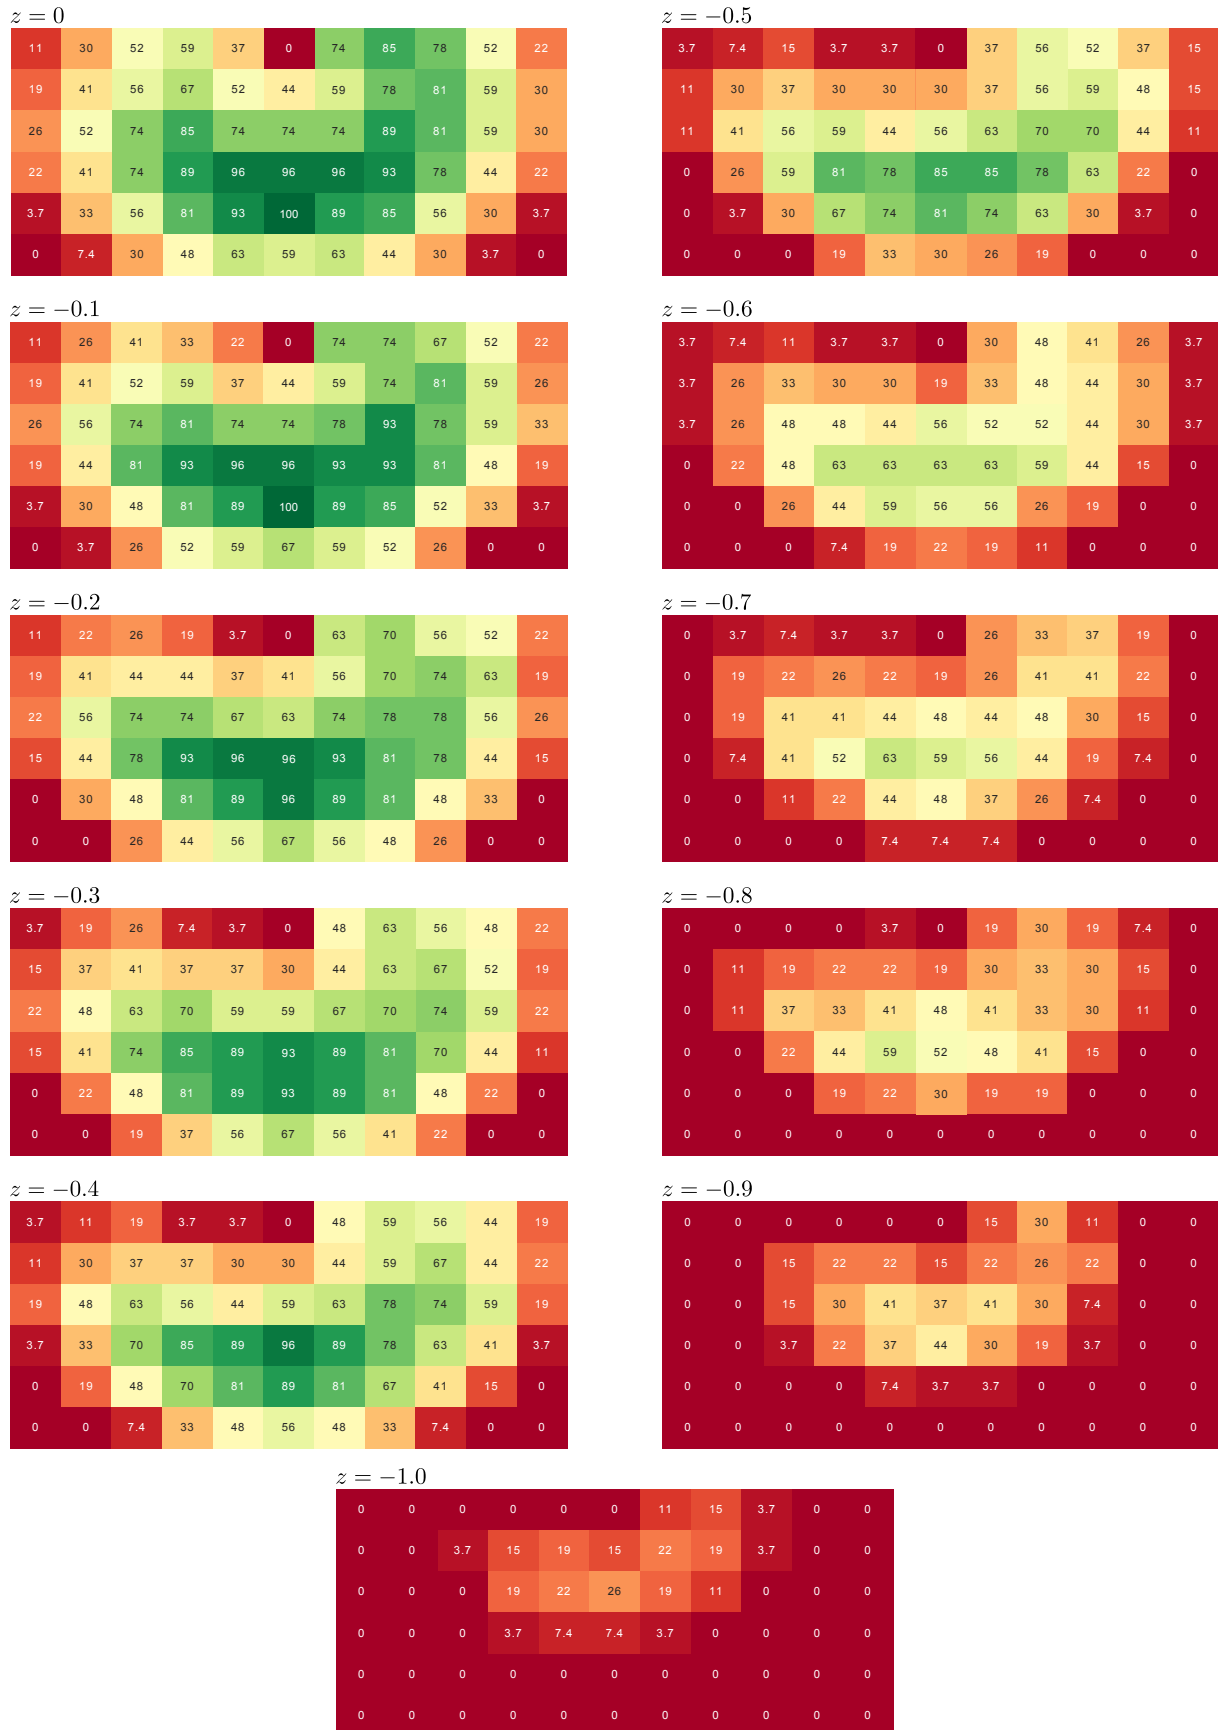 z = 0
11 30 52 59 37 0 74 85 78 52 22
19 41 56 67 52 44 59 78 81 59 30
26 52 74 85 74 74 74 89 81 59 30
22 41 74 89 96 96 96 93 78 44 22
3.7 33 56 81 93 100 89 85 56 30 3.7
0 7.4 30 48 63 59 63 44 30 3.7 0
z = −0.1
11 26 41 33 22 0 74 74 67 52 22
19 41 52 59 37 44 59 74 81 59 26
26 56 74 81 74 74 78 93 78 59 33
19 44 81 93 96 96 93 93 81 48 19
3.7 30 48 81 89 100 89 85 52 33 3.7
0 3.7 26 52 59 67 59 52 26 0 0
z = −0.2
11 22 26 19 3.7 0 63 70 56 52 22
19 41 44 44 37 41 56 70 74 63 19
22 56 74 74 67 63 74 78 78 56 26
15 44 78 93 96 96 93 81 78 44 15
0 30 48 81 89 96 89 81 48 33 0
0 0 26 44 56 67 56 48 26 0 0
z = −0.3
3.7 19 26 7.4 3.7 0 48 63 56 48 22
15 37 41 37 37 30 44 63 67 52 19
22 48 63 70 59 59 67 70 74 59 22
15 41 74 85 89 93 89 81 70 44 11
0 22 48 81 89 93 89 81 48 22 0
0 0 19 37 56 67 56 41 22 0 0
z = −0.4
3.7 11 19 3.7 3.7 0 48 59 56 44 19
11 30 37 37 30 30 44 59 67 44 22
19 48 63 56 44 59 63 78 74 59 19
3.7 33 70 85 89 96 89 78 63 41 3.7
0 19 48 70 81 89 81 67 41 15 0
0 0 7.4 33 48 56 48 33 7.4 0 0
z = −0.5
3.7 7.4 15 3.7 3.7 0 37 56 52 37 15
11 30 37 30 30 30 37 56 59 48 15
11 41 56 59 44 56 63 70 70 44 11
0 26 59 81 78 85 85 78 63 22 0
0 3.7 30 67 74 81 74 63 30 3.7 0
0 0 0 19 33 30 26 19 0 0 0
z = −0.6
3.7 7.4 11 3.7 3.7 0 30 48 41 26 3.7
3.7 26 33 30 30 19 33 48 44 30 3.7
3.7 26 48 48 44 56 52 52 44 30 3.7
0 22 48 63 63 63 63 59 44 15 0
0 0 26 44 59 56 56 26 19 0 0
0 0 0 7.4 19 22 19 11 0 0 0
z = −0.7
0 3.7 7.4 3.7 3.7 0 26 33 37 19 0
0 19 22 26 22 19 26 41 41 22 0
0 19 41 41 44 48 44 48 30 15 0
0 7.4 41 52 63 59 56 44 19 7.4 0
0 0 11 22 44 48 37 26 7.4 0 0
0 0 0 0 7.4 7.4 7.4 0 0 0 0
z = −0.8
0 0 0 0 3.7 0 19 30 19 7.4 0
0 11 19 22 22 19 30 33 30 15 0
0 11 37 33 41 48 41 33 30 11 0
0 0 22 44 59 52 48 41 15 0 0
0 0 0 19 22 30 19 19 0 0 0
0 0 0 0 0 0 0 0 0 0 0
z = −0.9
0 0 0 0 0 0 15 30 11 0 0
0 0 15 22 22 15 22 26 22 0 0
0 0 15 30 41 37 41 30 7.4 0 0
0 0 3.7 22 37 44 30 19 3.7 0 0
0 0 0 0 7.4 3.7 3.7 0 0 0 0
0 0 0 0 0 0 0 0 0 0 0
z = −1.0
0 0 0 0 0 0 11 15 3.7 0 0
0 0 3.7 15 19 15 22 19 3.7 0 0
0 0 0 19 22 26 19 11 0 0 0
0 0 0 3.7 7.4 7.4 3.7 0 0 0 0
0 0 0 0 0 0 0 0 0 0 0
0 0 0 0 0 0 0 0 0 0 0